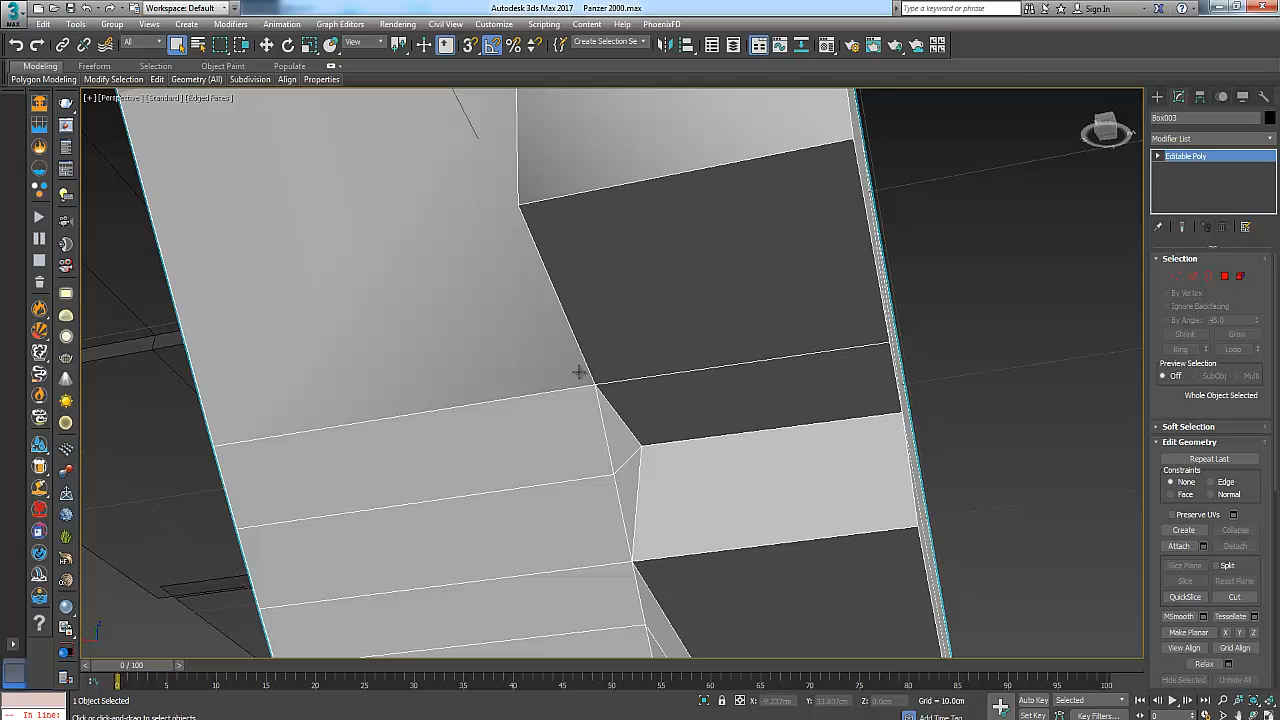 Workspace: Default
Autodesk 3ds Max 2017    Panzer 2000.max
Type a keyword or phrase
Sign In
MAX
Edit Tools Group Views Create Modifiers Animation Graph Editors Rendering Civil View Customize Scripting Content Help PhoenixFD
All
View
Create Selection Se
Modeling Freeform Selection Object Paint Populate
Polygon Modeling Modify Selection Edit Geometry (All) Subdivision Align Properties
[+] [Perspective] [Standard] [Edged Faces]
Box003
Modifier List
Editable Poly
Selection
By Vertex
Ignore Backfacing
By Angle: 45.0
Shrink Grow
Ring Loop
Preview Selection
Off SubObj Multi
Whole Object Selected
Soft Selection
Edit Geometry
Repeat Last
Constraints
None Edge
Face Normal
Preserve UVs
Create Collapse
Attach Detach
Slice Plane Split
Slice Reset Plane
QuickSlice Cut
MSmooth Tessellate
Make Planar X Y Z
View Align Grid Align
Relax
Hide Selected Unhide All
0 / 100
0 5 10 15 20 25 30 35 40 45 50 55 60 65 70 75 80 85 90 95 100
1 Object Selected
X: -9.237cm Y: 33.837cm Z: 0.0cm Grid = 10.0cm
Auto Key Selected
-- In line:
Click or click-and-drag to select objects
Add Time Tag
Set Key Key Filters...